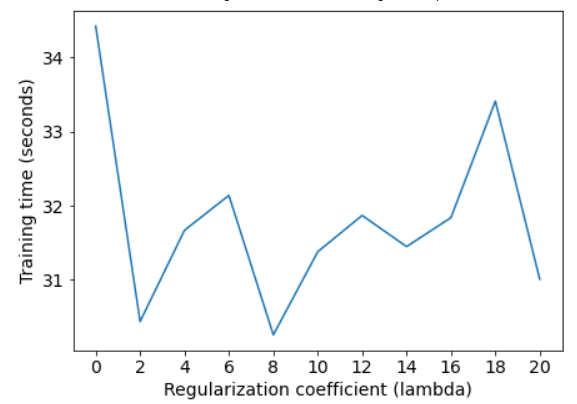 34
33
32
31
Training time (seconds)
0 2 4 6 8 10 12 14 16 18 20
Regularization coefficient (lambda)